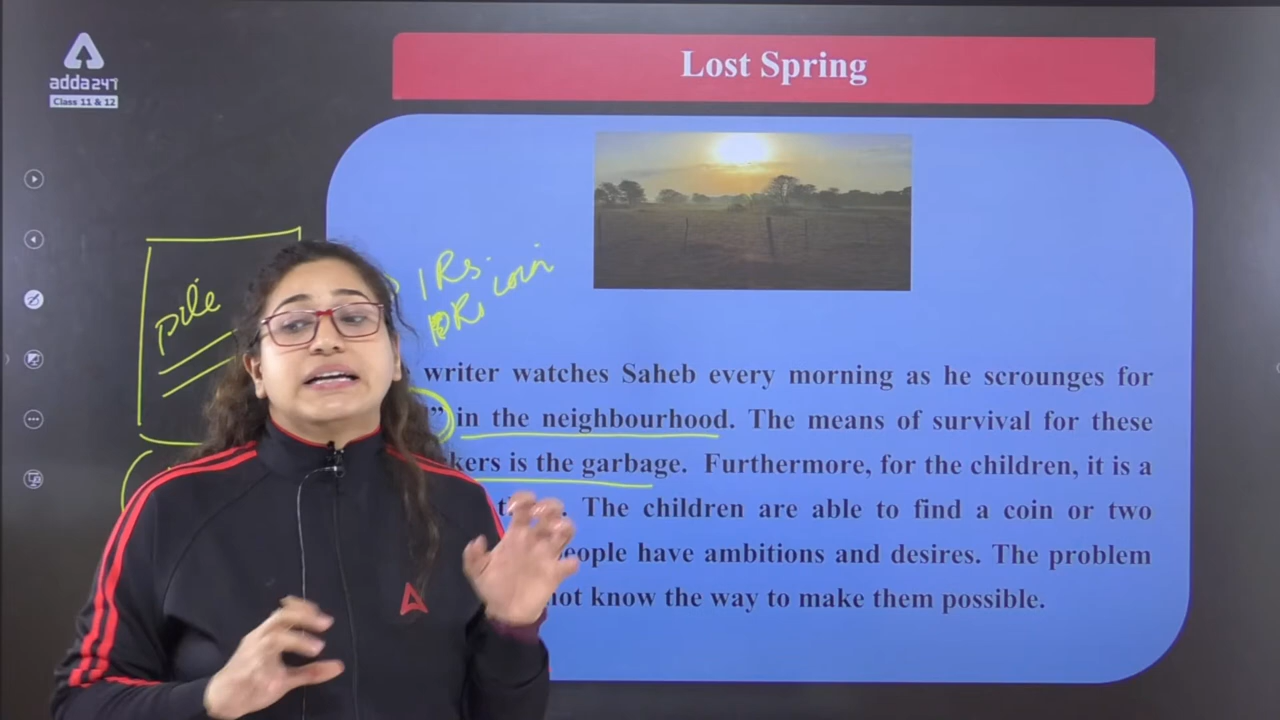 adda247
Class 11 & 12
Lost Spring
pile
1 Rs.
Rs coin
writer watches Saheb every morning as he scrounges for
” in the neighbourhood. The means of survival for these
kers is the garbage. Furthermore, for the children, it is a
The children are able to find a coin or two
eople have ambitions and desires. The problem
not know the way to make them possible.